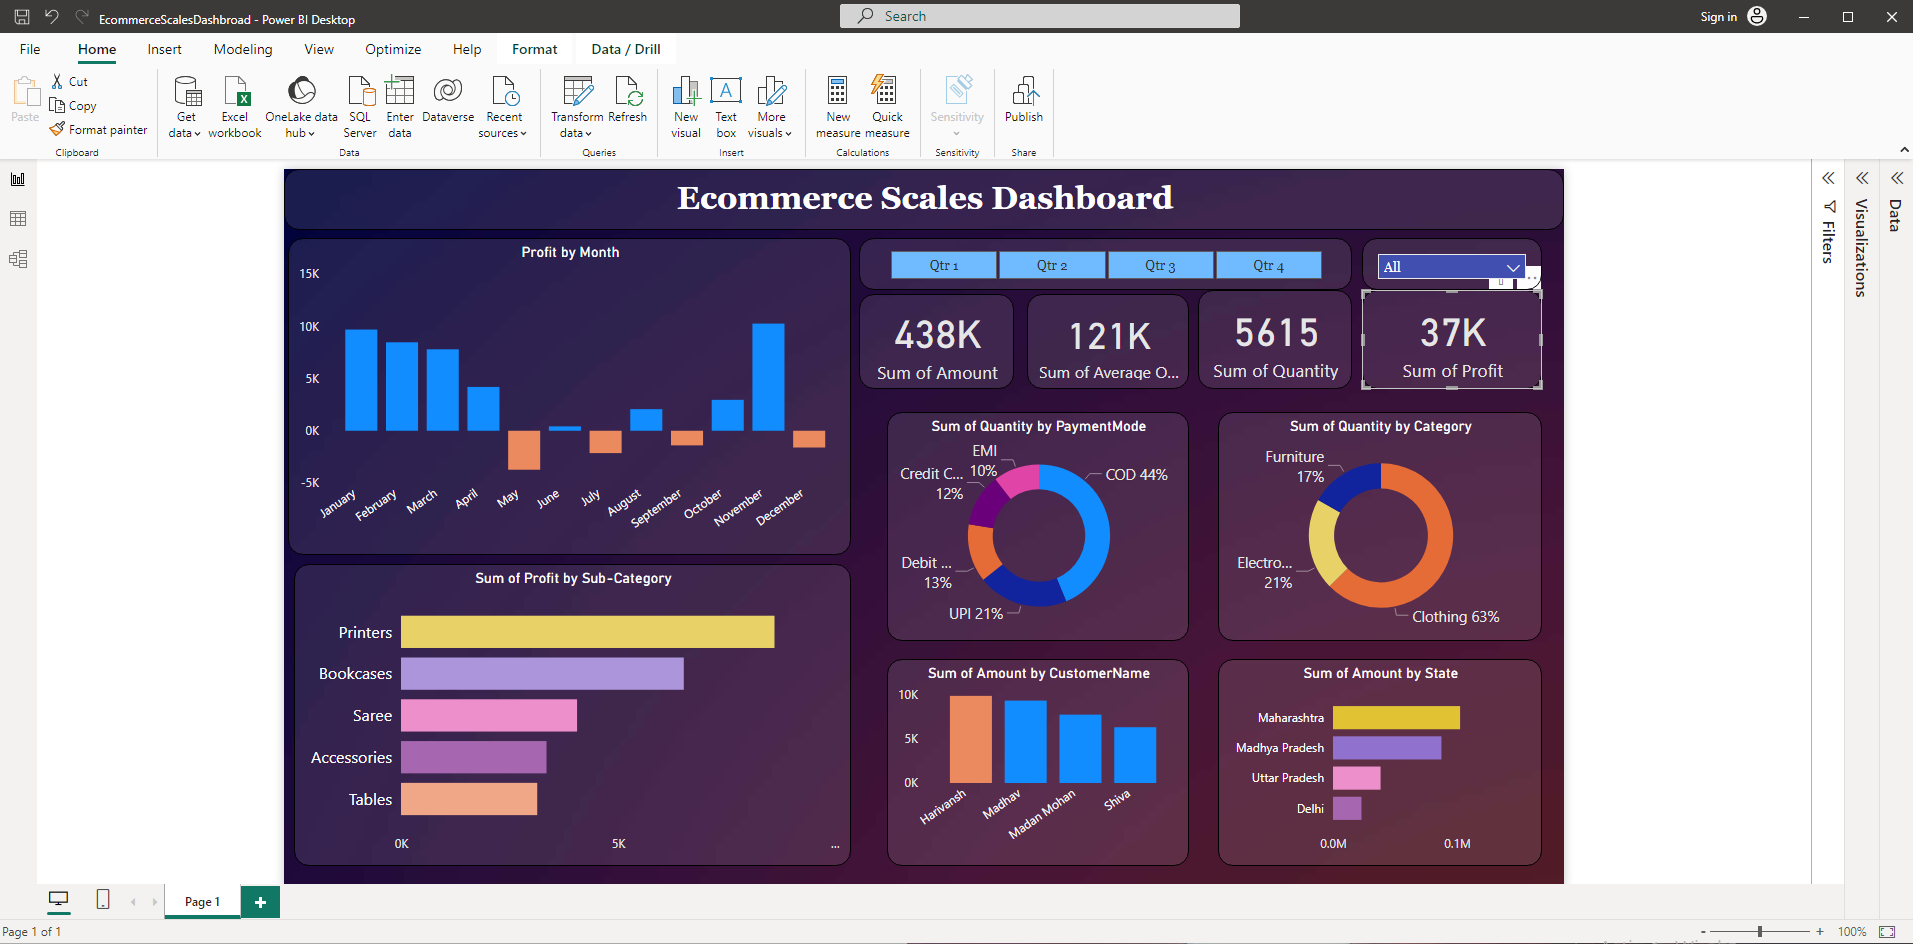 EcommerceScalesDashbroad - Power BI Desktop
Search
Sign in
File
Home
Insert
Modeling
View
Optimize
Help
Format
Data / Drill
Paste
Cut
Copy
Format painter
Clipboard
Get data
Excel workbook
OneLake data hub
SQL Server
Enter data
Dataverse
Recent sources
Data
Transform data
Refresh
Queries
New visual
Text box
More visuals
Insert
New measure
Quick measure
Calculations
Sensitivity
Sensitivity
Publish
Share
Ecommerce Scales Dashboard
Profit by Month
15K
10K
5K
0K
-5K
January
February
March
April
May
June
July
August
September
October
November
December
Qtr 1
Qtr 2
Qtr 3
Qtr 4
All
438K
Sum of Amount
121K
Sum of Average O...
5615
Sum of Quantity
37K
Sum of Profit
Sum of Quantity by PaymentMode
EMI
10%
Credit C...
12%
COD 44%
Debit ...
13%
UPI 21%
Sum of Quantity by Category
Furniture
17%
Electro...
21%
Clothing 63%
Sum of Profit by Sub-Category
Printers
Bookcases
Saree
Accessories
Tables
0K
5K
...
Sum of Amount by CustomerName
10K
5K
0K
Harivansh
Madhav
Madan Mohan
Shiva
Sum of Amount by State
Maharashtra
Madhya Pradesh
Uttar Pradesh
Delhi
0.0M
0.1M
Filters
Visualizations
Data
Page 1
Page 1 of 1
- +
100%